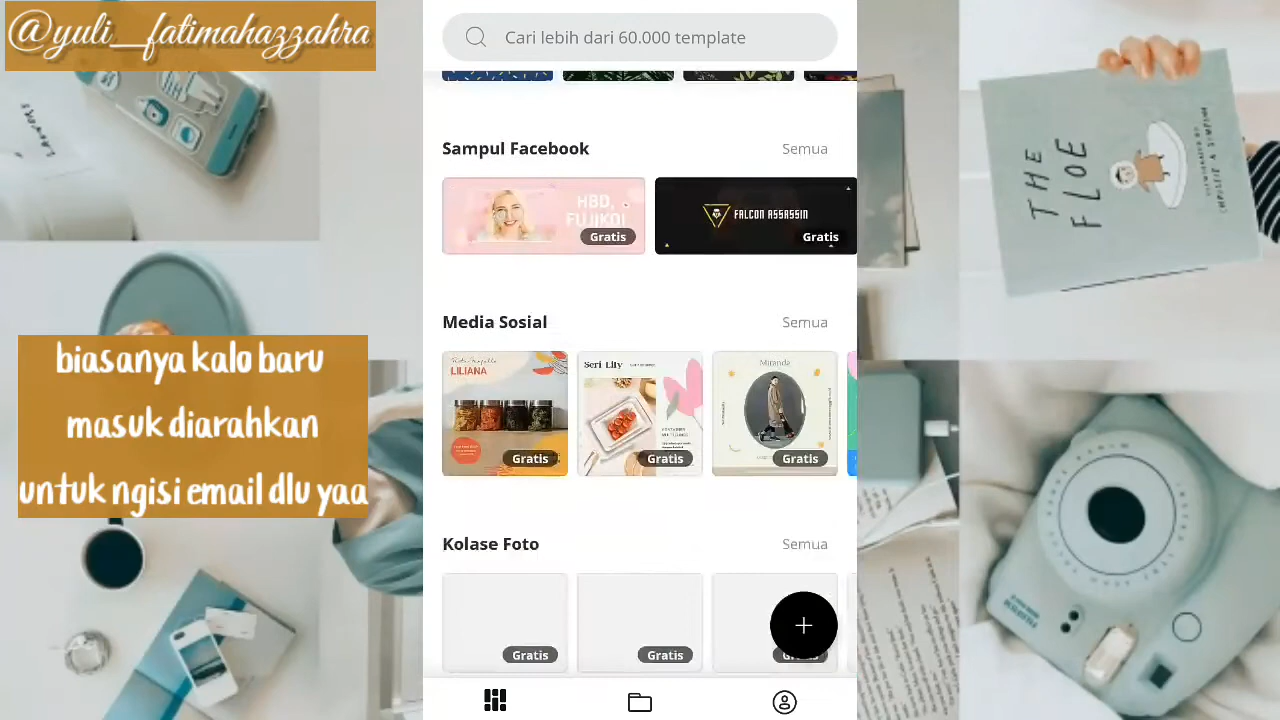 @yuli_fatimahazzahra
Cari lebih dari 60.000 template
Sampul Facebook
Semua
HBD,
FUJIKO!
Gratis
FALCON ASSASSIN
Gratis
biasanya kalo baru
masuk diarahkan
untuk ngisi email dlu yaa
Media Sosial
Semua
LILIANA
Gratis
Seri Lily
Gratis
Miranda
Gratis
Kolase Foto
Semua
Gratis
Gratis
THE
FLOE